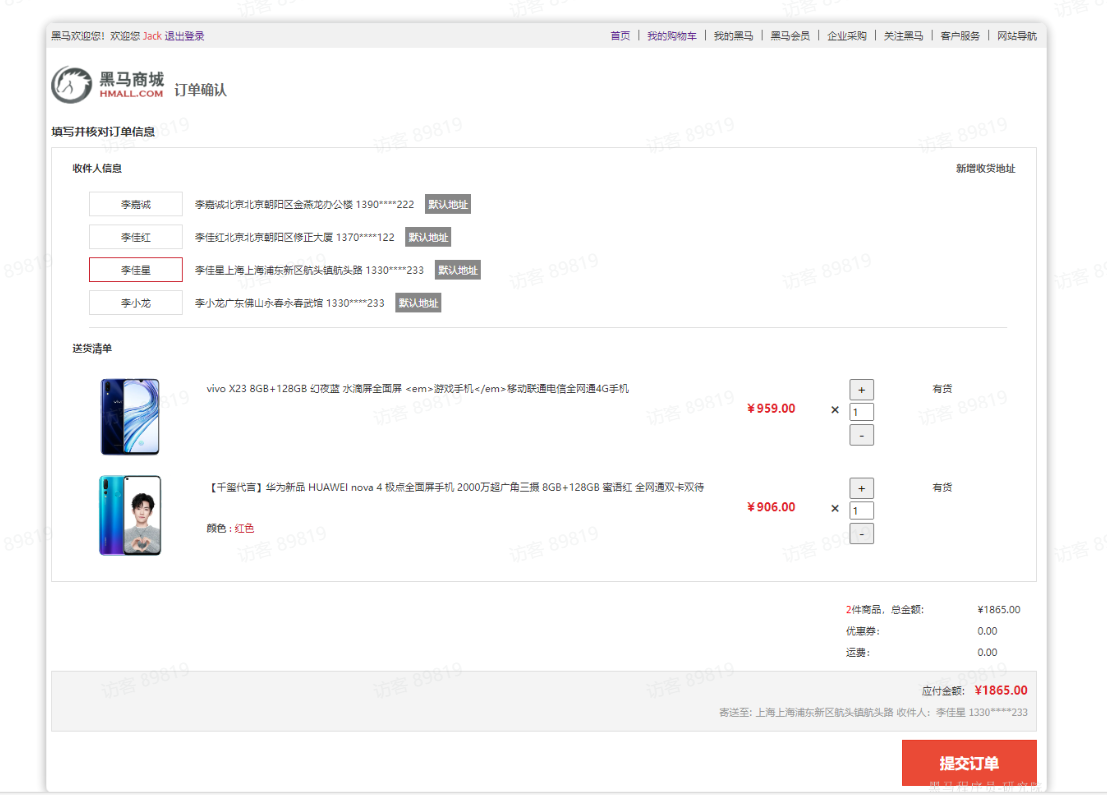 黑马欢迎您！欢迎您 Jack 退出登录
首页 | 我的购物车 | 我的黑马 | 黑马会员 | 企业采购 | 关注黑马 | 客户服务 | 网站导航
黑马商城
HMALL.COM
订单确认
填写并核对订单信息
收件人信息 新增收货地址
李嘉诚 李嘉诚北京北京朝阳区金燕龙办公楼 1390****222 默认地址
李佳红 李佳红北京北京朝阳区修正大厦 1370****122 默认地址
李佳星 李佳星上海上海浦东新区航头镇航头路 1330****233 默认地址
李小龙 李小龙广东佛山永春永春武馆 1330****233 默认地址
送货清单
vivo X23 8GB+128GB 幻夜蓝 水滴屏全面屏 <em>游戏手机</em>移动联通电信全网通4G手机
¥959.00 × + 1 - 有货
【千玺代言】华为新品 HUAWEI nova 4 极点全面屏手机 2000万超广角三摄 8GB+128GB 蜜语红 全网通双卡双待
颜色：红色
¥906.00 × + 1 - 有货
2件商品，总金额： ¥1865.00
优惠券： 0.00
运费： 0.00
应付金额： ¥1865.00
寄送至: 上海上海浦东新区航头镇航头路 收件人：李佳星 1330****233
提交订单
黑马程序员-研究院
访客 89819